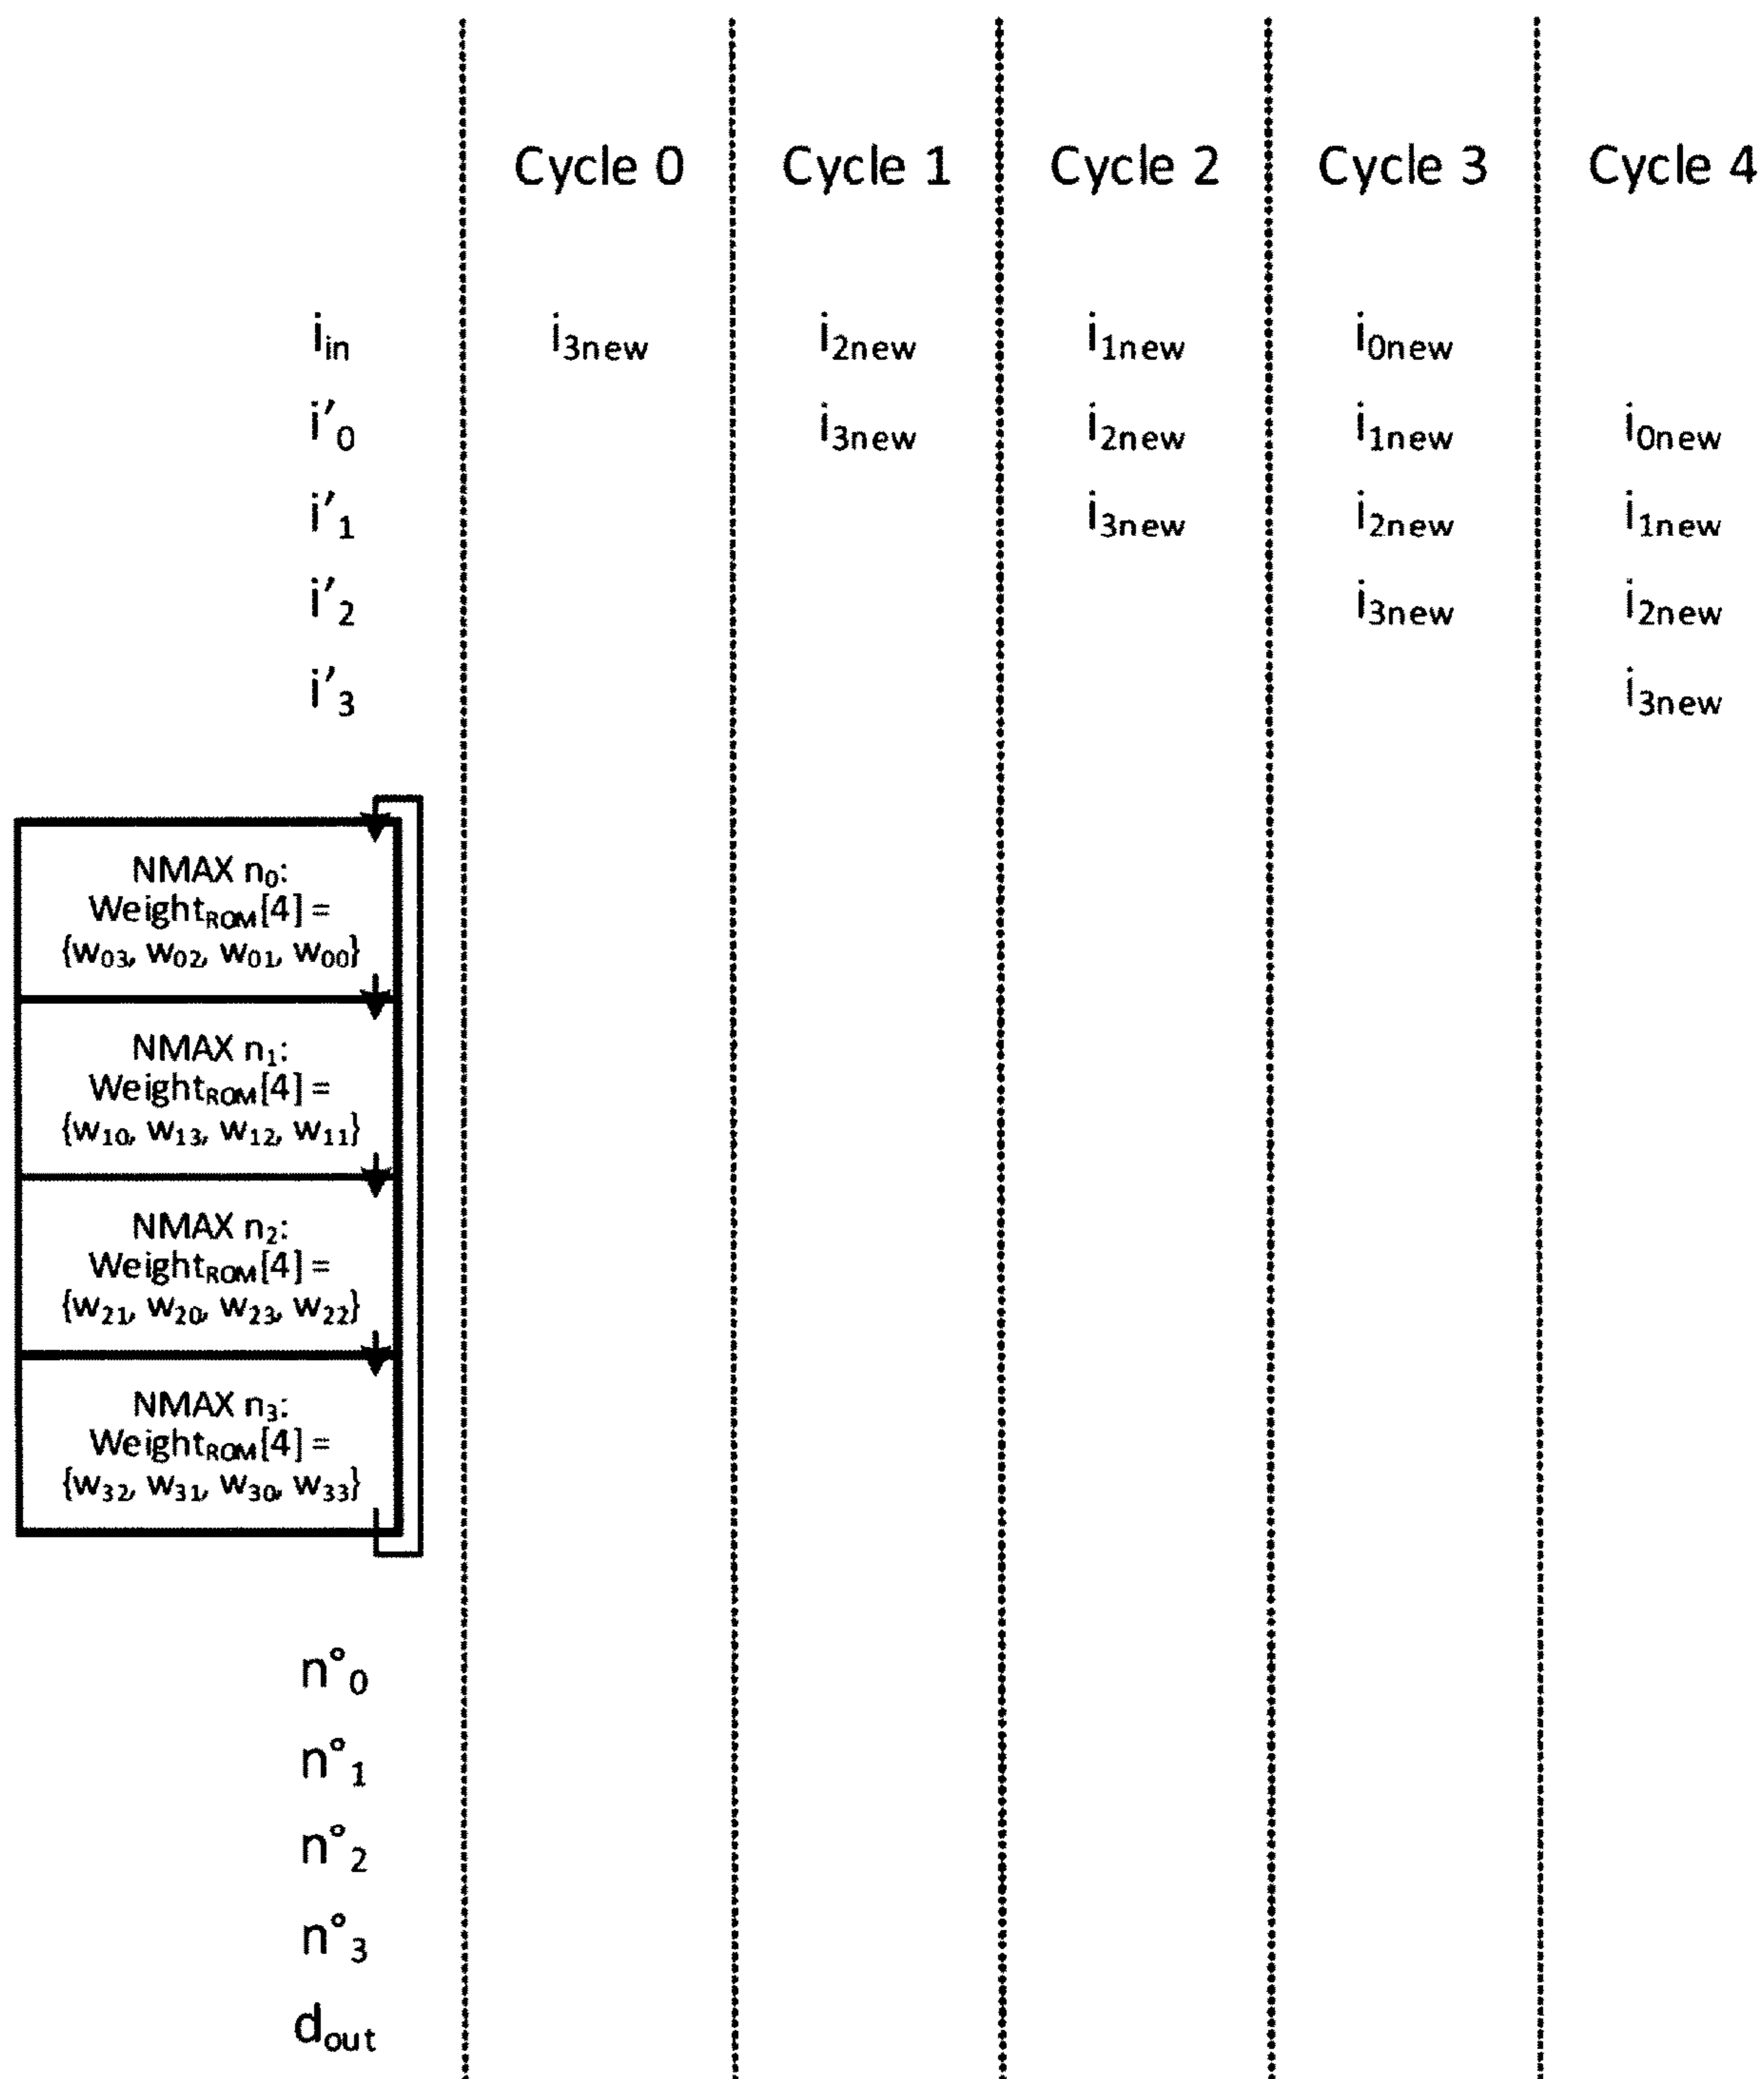 Cycle 0 Cycle 1 Cycle 2 Cycle 3 Cycle 4
i_in i_3new i_2new i_1new i_0new
i′_0 i_3new i_2new i_1new i_0new
i′_1 i_3new i_2new i_1new
i′_2 i_3new i_2new
i′_3 i_3new
NMAX n_0:
Weight_ROM[4] =
{w_03, w_02, w_01, w_00}
NMAX n_1:
Weight_ROM[4] =
{w_10, w_13, w_12, w_11}
NMAX n_2:
Weight_ROM[4] =
{w_21, w_20, w_23, w_22}
NMAX n_3:
Weight_ROM[4] =
{w_32, w_31, w_30, w_33}
n°_0
n°_1
n°_2
n°_3
d_out